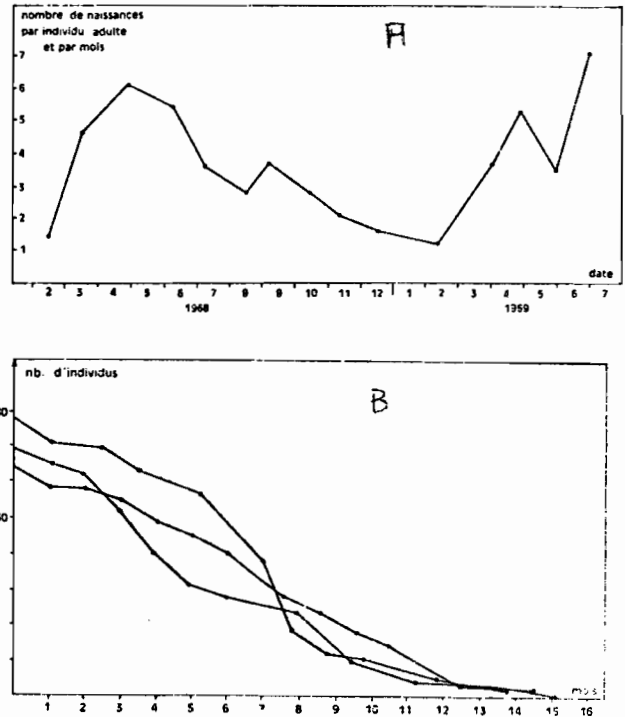 nombre de naissances
par individu adulte
et par mois
A
7
6
5
4
3
2
1
date
2 3 4 5 6 7 8 9 10 11 12 1 2 3 4 5 6 7
1968 1959
nb. d'individus
B
mois
1 2 3 4 5 6 7 8 9 10 11 12 13 14 15 16